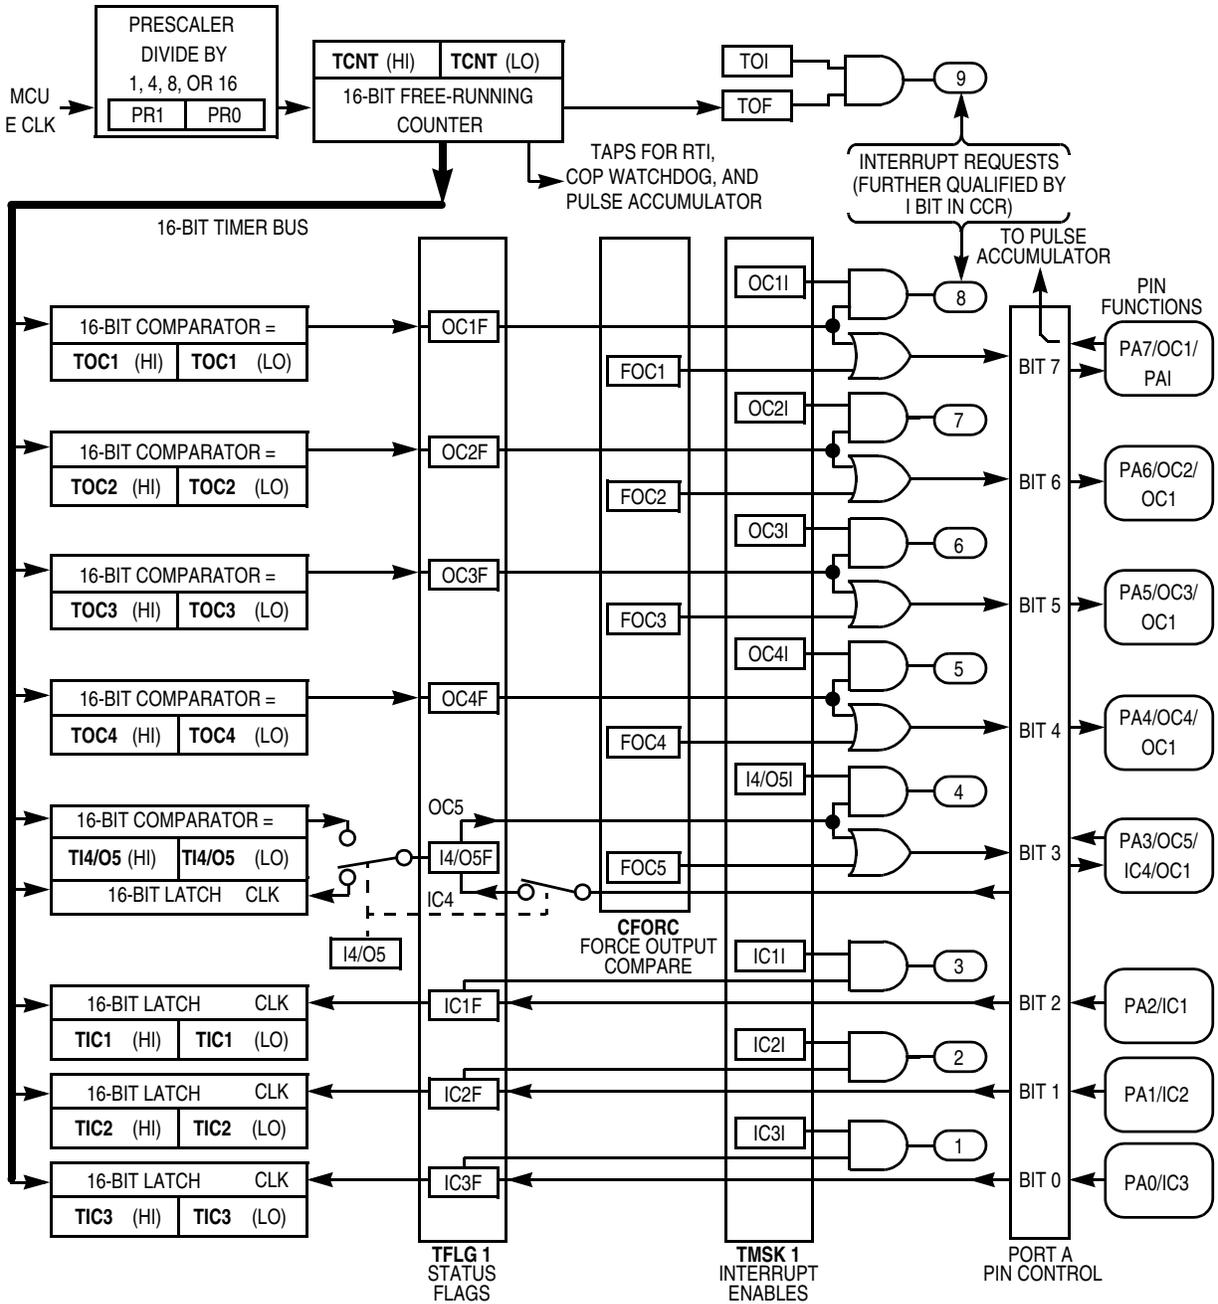 PRESCALER
DIVIDE BY
1, 4, 8, OR 16
PR1 PR0
MCU
E CLK
TCNT (HI) TCNT (LO)
16-BIT FREE-RUNNING
COUNTER
TOI
TOF
9
TAPS FOR RTI,
COP WATCHDOG, AND
PULSE ACCUMULATOR
INTERRUPT REQUESTS
(FURTHER QUALIFIED BY
I BIT IN CCR)
16-BIT TIMER BUS
TO PULSE
ACCUMULATOR
PIN
FUNCTIONS
OC1I
8
16-BIT COMPARATOR =
TOC1 (HI) TOC1 (LO)
OC1F
FOC1
BIT 7
PA7/OC1/
PAI
OC2I
7
16-BIT COMPARATOR =
TOC2 (HI) TOC2 (LO)
OC2F
FOC2
BIT 6
PA6/OC2/
OC1
OC3I
6
16-BIT COMPARATOR =
TOC3 (HI) TOC3 (LO)
OC3F
FOC3
BIT 5
PA5/OC3/
OC1
OC4I
5
16-BIT COMPARATOR =
TOC4 (HI) TOC4 (LO)
OC4F
FOC4
BIT 4
PA4/OC4/
OC1
I4/O5I
4
16-BIT COMPARATOR =
TI4/O5 (HI) TI4/O5 (LO)
16-BIT LATCH CLK
OC5
I4/O5F
IC4
FOC5
BIT 3
PA3/OC5/
IC4/OC1
I4/O5
CFORC
FORCE OUTPUT
COMPARE
IC1I
3
16-BIT LATCH CLK
TIC1 (HI) TIC1 (LO)
IC1F
BIT 2
PA2/IC1
IC2I
2
16-BIT LATCH CLK
TIC2 (HI) TIC2 (LO)
IC2F
BIT 1
PA1/IC2
IC3I
1
16-BIT LATCH CLK
TIC3 (HI) TIC3 (LO)
IC3F
BIT 0
PA0/IC3
TFLG 1
STATUS
FLAGS
TMSK 1
INTERRUPT
ENABLES
PORT A
PIN CONTROL